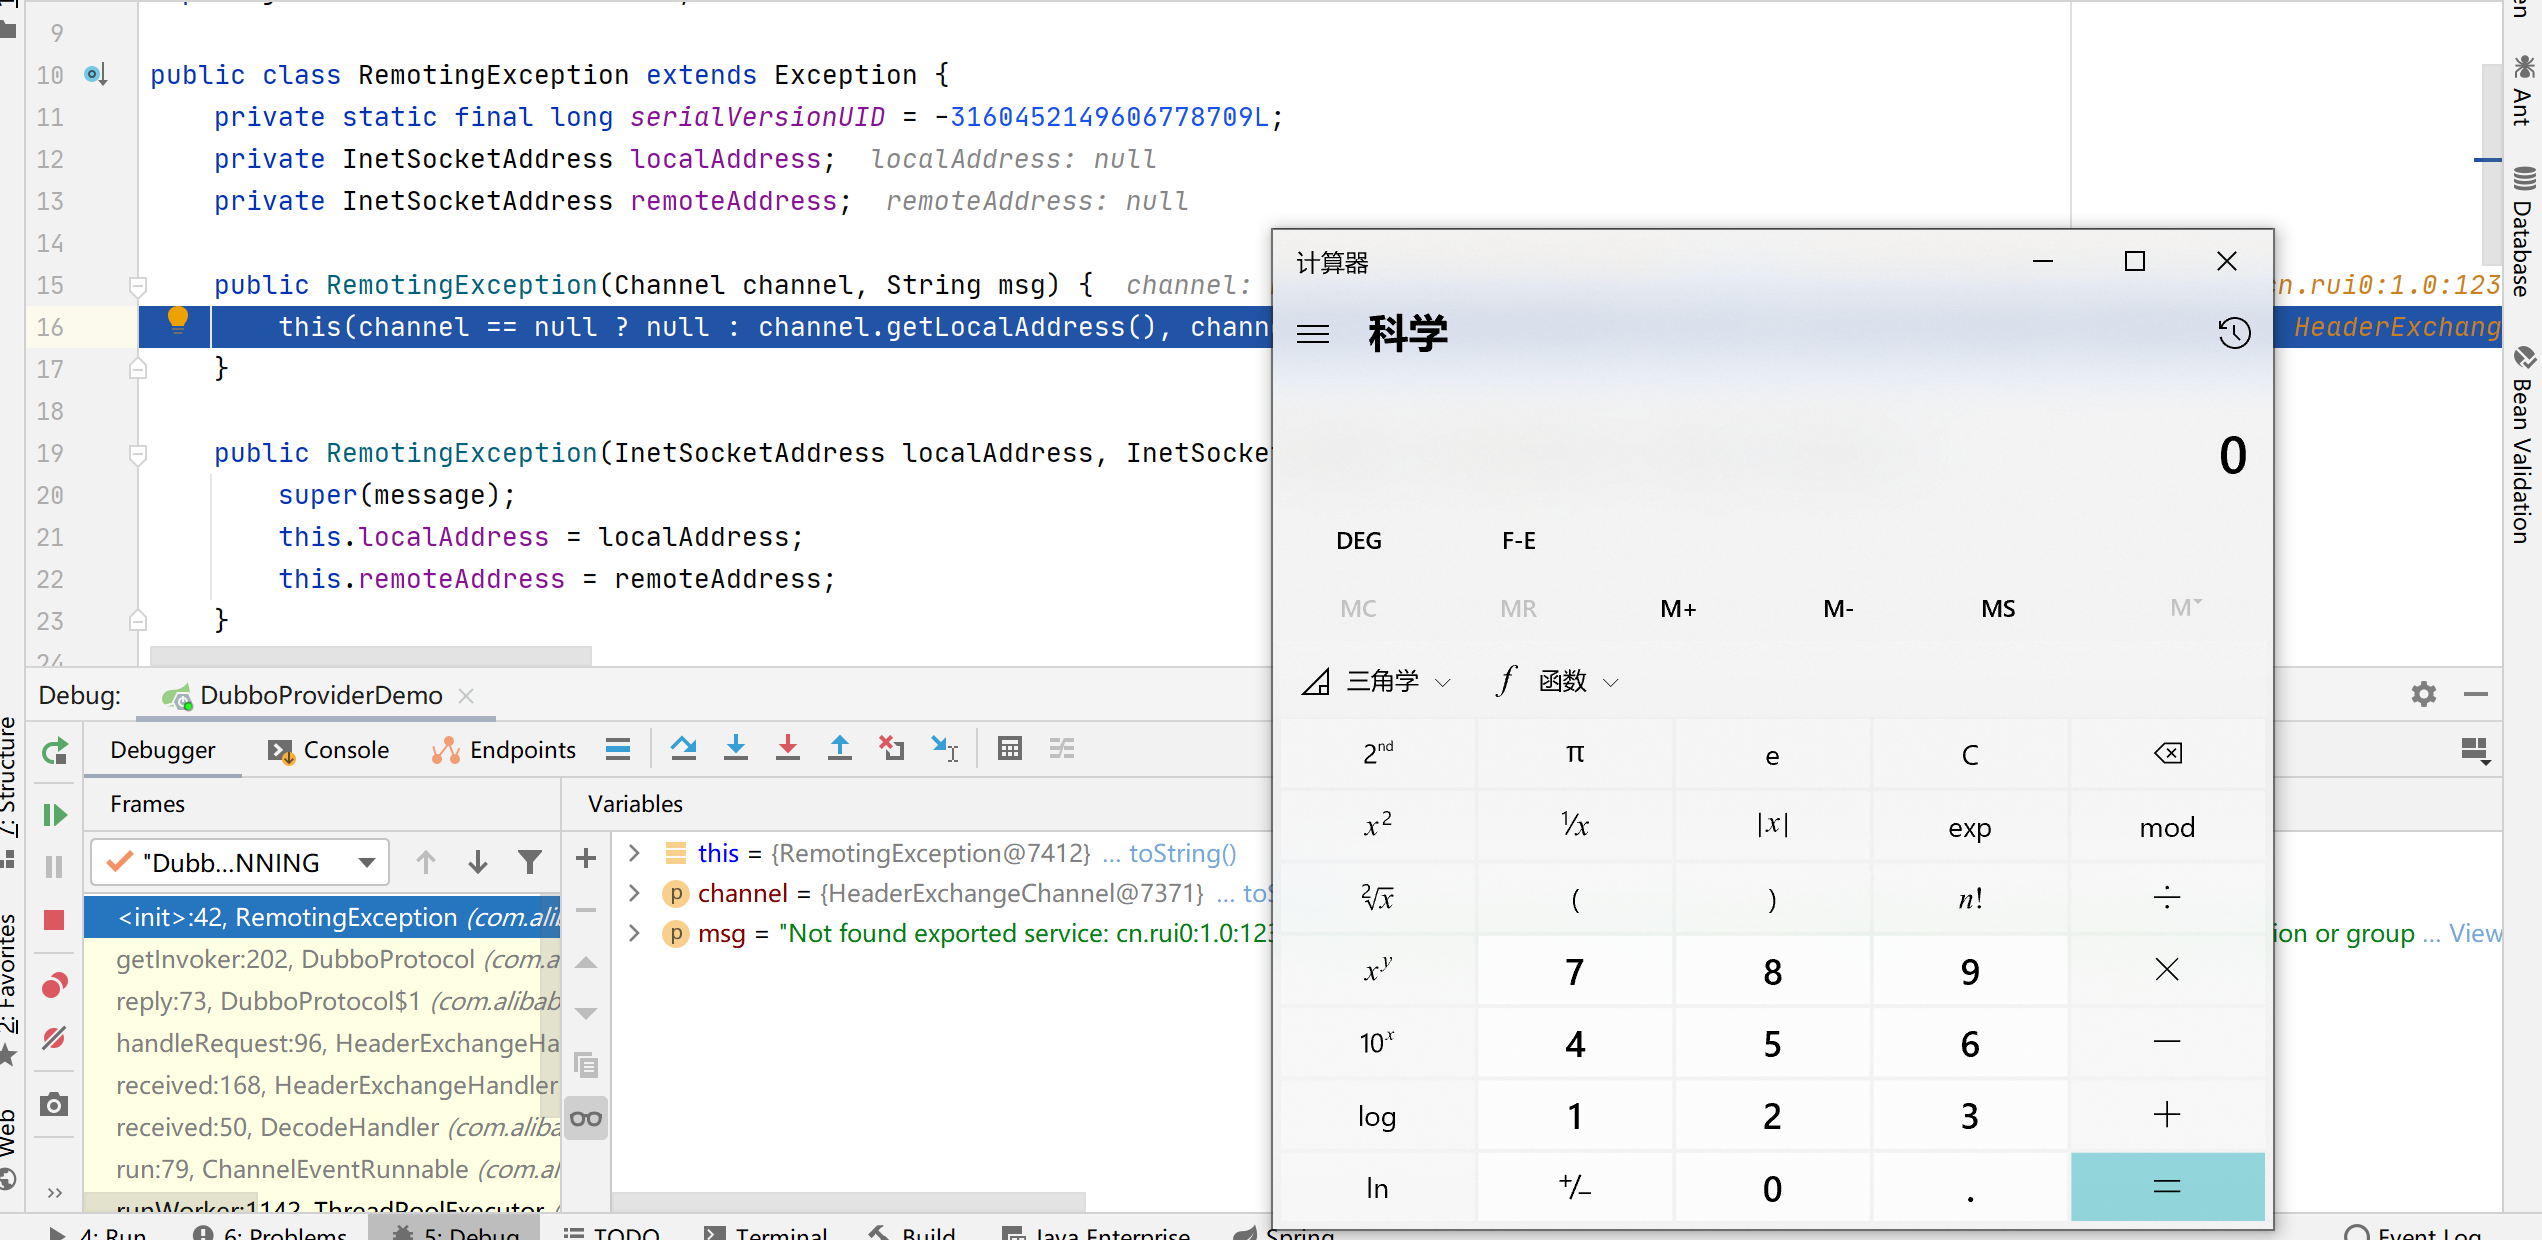 9
10 public class RemotingException extends Exception {
11 private static final long serialVersionUID = -3160452149606778709L;
12 private InetSocketAddress localAddress; localAddress: null
13 private InetSocketAddress remoteAddress; remoteAddress: null
14
15 public RemotingException(Channel channel, String msg) { channel: cn.rui0:1.0:123
16 this(channel == null ? null : channel.getLocalAddress(), chann HeaderExchang
17 }
18
19 public RemotingException(InetSocketAddress localAddress, InetSocke
20 super(message);
21 this.localAddress = localAddress;
22 this.remoteAddress = remoteAddress;
23 }
24
en
Ant
Database
Bean Validation
计算器
科学
0
DEG F-E
MC MR M+ M- MS M
三角学 f 函数
2nd π e C
x2 1/x |x| exp mod
2√x ( ) n! ÷
xy 7 8 9 ×
10x 4 5 6 −
log 1 2 3 +
ln +/− 0 . =
Debug: DubboProviderDemo
Debugger Console Endpoints
Frames
Variables
"Dubb...NNING
<init>:42, RemotingException (com.alib
getInvoker:202, DubboProtocol (com.a
reply:73, DubboProtocol$1 (com.alibab
handleRequest:96, HeaderExchangeHa
received:168, HeaderExchangeHandler
received:50, DecodeHandler (com.aliba
run:79, ChannelEventRunnable (com.al
runWorker:1142, ThreadPoolExecutor (
this = {RemotingException@7412} ... toString()
channel = {HeaderExchangeChannel@7371} ... toS
msg = "Not found exported service: cn.rui0:1.0:123 ion or group ... View
7: Structure
2: Favorites
Web
4: Run 6: Problems 5: Debug TODO Terminal Build Java Enterprise Spring Event Log